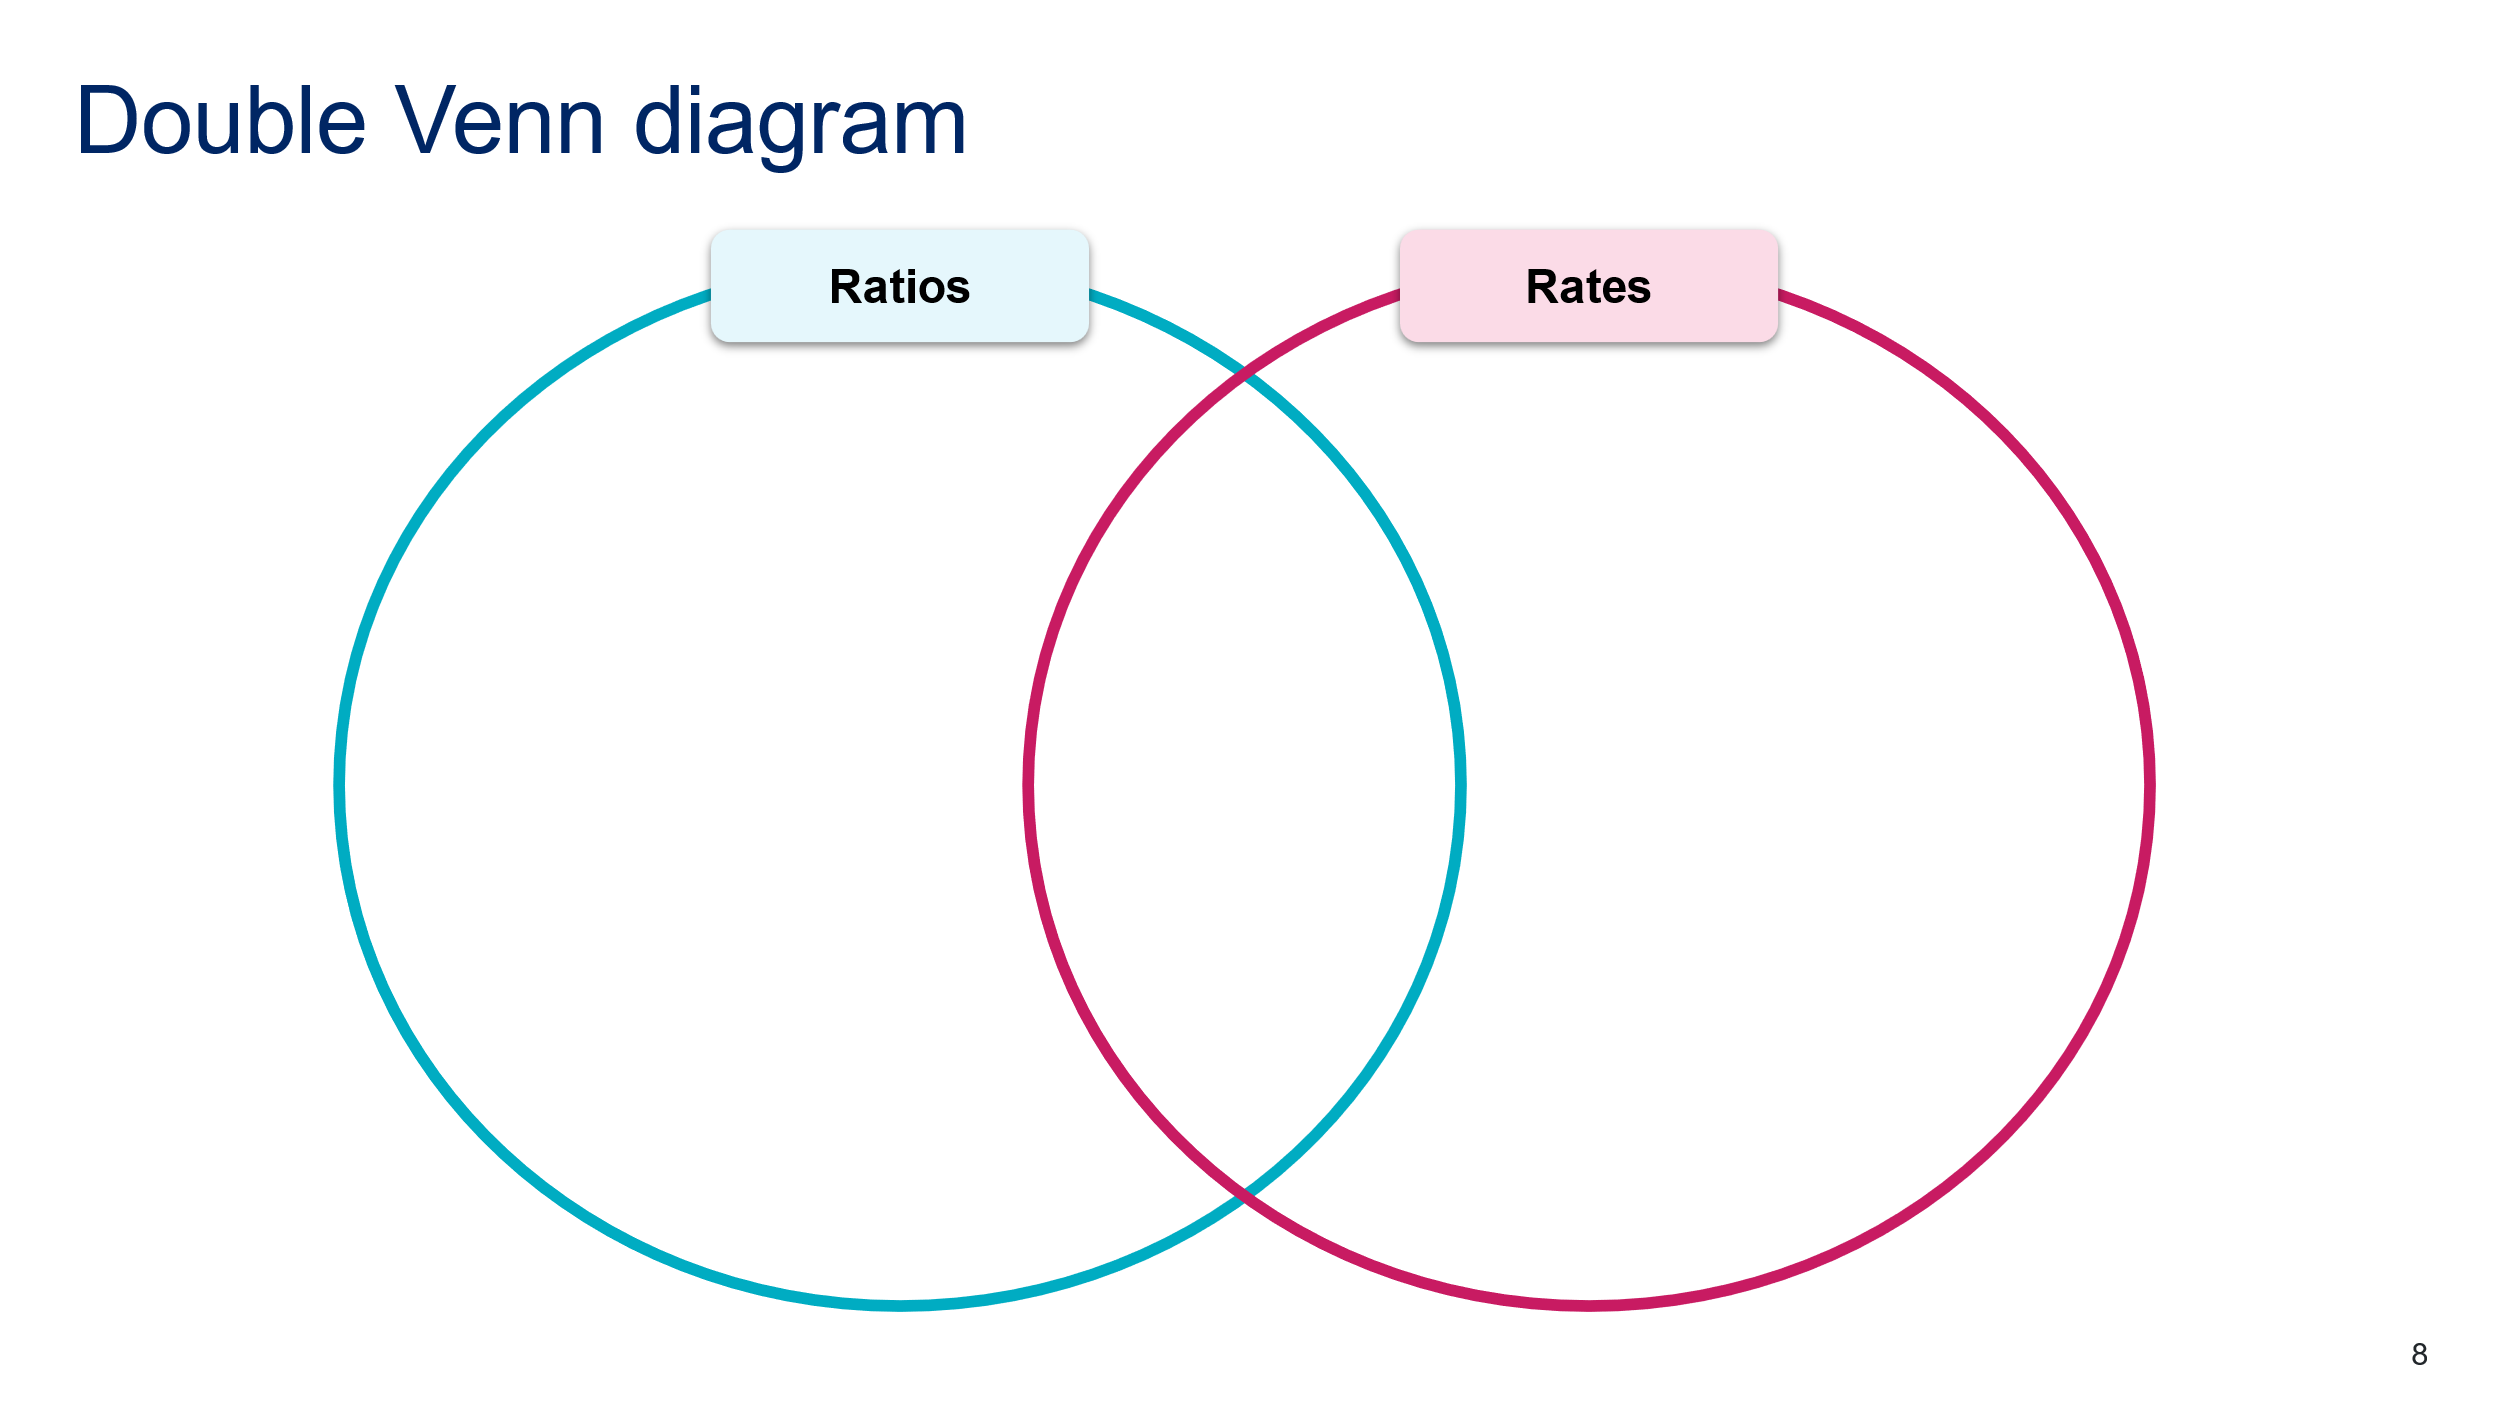 Double Venn diagram
Ratios
Rates
8